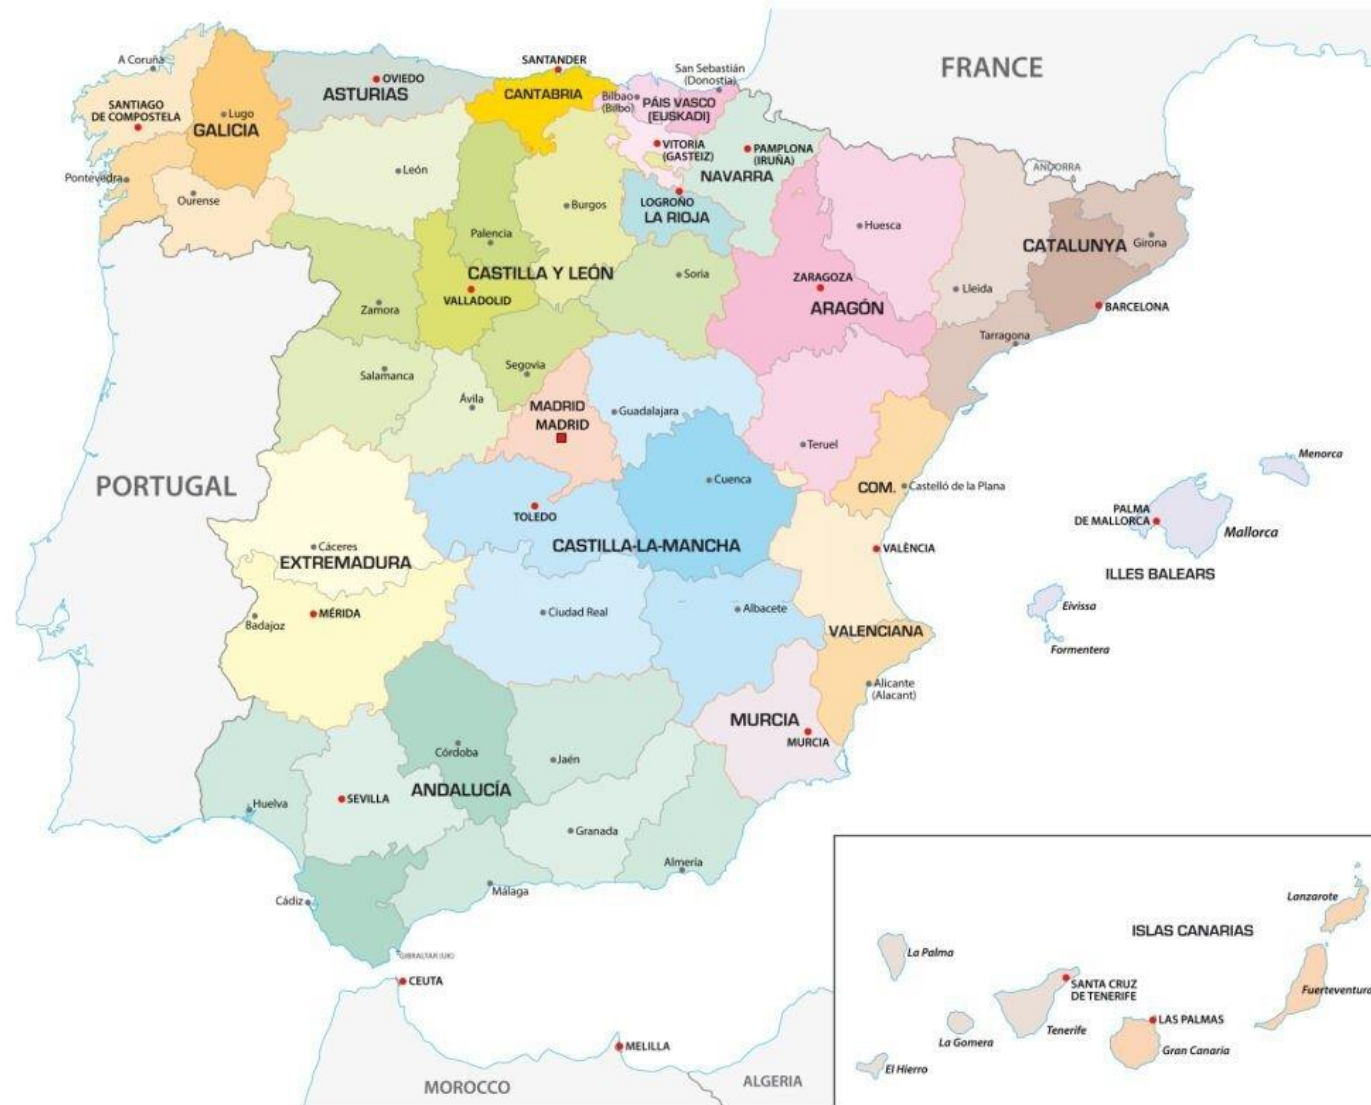 FRANCE
SANTANDER
A Coruña
OVIEDO
ASTURIAS
CANTABRIA
San Sebastián
(Donostia)
Bilbao
(Bilbo)
PÁIS VASCO
(EUSKADI)
SANTIAGO
DE COMPOSTELA
Lugo
GALICIA
VITORIA
(GASTEIZ)
PAMPLONA
(IRUÑA)
NAVARRA
ANDORRA
León
Pontevedra
Ourense
Burgos
LOGROÑO
LA RIOJA
Huesca
Palencia
CATALUNYA
Girona
CASTILLA Y LEÓN
Soria
ZARAGOZA
ARAGÓN
Lleida
VALLADOLID
Zamora
BARCELONA
Tarragona
Segovia
Salamanca
Ávila
MADRID
MADRID
Guadalajara
Teruel
Menorca
PORTUGAL
Cuenca
COM.
Castelló de la Plana
PALMA
DE MALLORCA
Mallorca
TOLEDO
CASTILLA-LA-MANCHA
VALÈNCIA
Cáceres
EXTREMADURA
ILLES BALEARS
Eivissa
MÉRIDA
Badajoz
Ciudad Real
Albacete
VALENCIANA
Formentera
Alicante
(Alacant)
MURCIA
MURCIA
Córdoba
Jaén
ANDALUCÍA
Huelva
SEVILLA
Granada
Almería
Málaga
Cádiz
GIBRALTAR (UK)
CEUTA
MELILLA
MOROCCO
ALGERIA
Lanzarote
ISLAS CANARIAS
La Palma
SANTA CRUZ
DE TENERIFE
Fuerteventura
LAS PALMAS
Tenerife
La Gomera
Gran Canaria
El Hierro